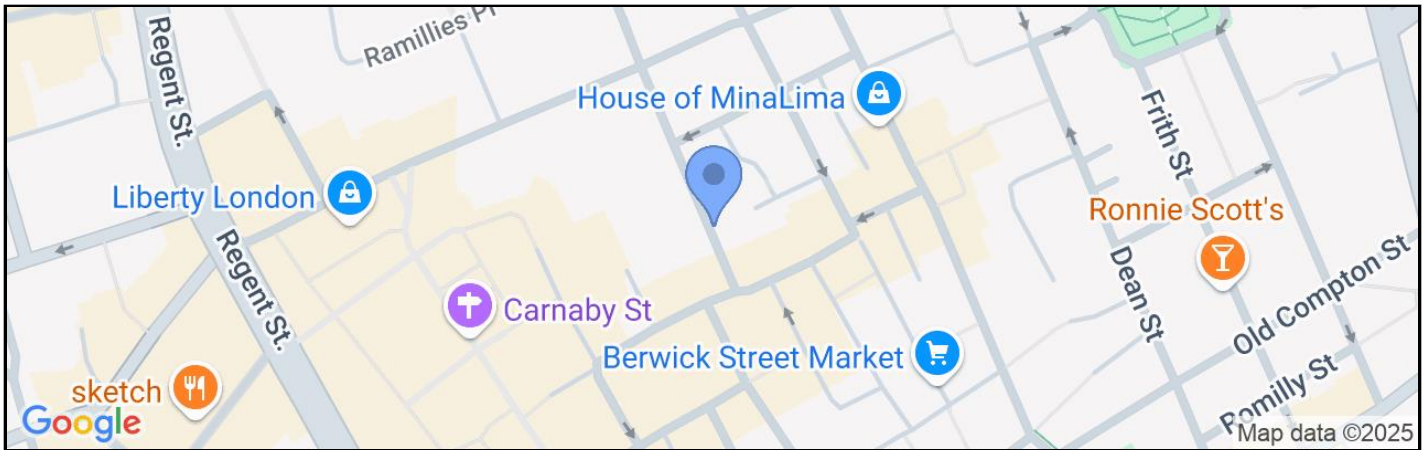 Regent St.
Ramillies Pl
House of MinaLima
Frith St
Liberty London
Ronnie Scott's
Regent St.
Dean St
Carnaby St
Old Compton St
Berwick Street Market
sketch
Romilly St
Google
Map data ©2025